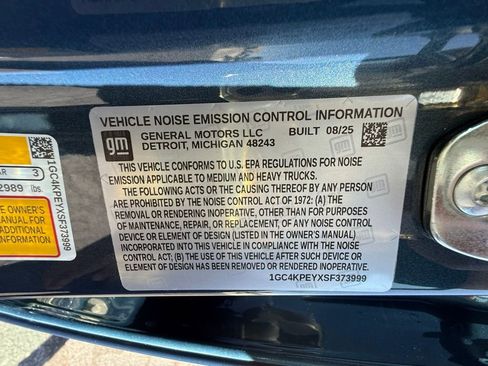 VEHICLE NOISE EMISSION CONTROL INFORMATION
gm
GENERAL MOTORS LLC BUILT 08/25
DETROIT, MICHIGAN 48243
THIS VEHICLE CONFORMS TO U.S. EPA REGULATIONS FOR NOISE
EMISSION APPLICABLE TO MEDIUM AND HEAVY TRUCKS.
THE FOLLOWING ACTS OR THE CAUSING THEREOF BY ANY PERSON
ARE PROHIBITED BY THE NOISE CONTROL ACT OF 1972: (A) THE
REMOVAL OR RENDERING INOPERATIVE, OTHER THAN FOR PURPOSES
OF MAINTENANCE, REPAIR, OR REPLACEMENT, OF ANY NOISE CONTROL
DEVICE OR ELEMENT OF DESIGN (LISTED IN THE OWNER'S MANUAL)
INCORPORATED INTO THIS VEHICLE IN COMPLIANCE WITH THE NOISE
CONTROL ACT; (B) THE USE OF THIS VEHICLE AFTER SUCH DEVICE OR
ELEMENT OF DESIGN HAS BEEN REMOVED OR RENDERED INOPERATIVE.
1GC4KPEYXSF373999
AR 3
2989 lbs.
E OWNER'S
MANUAL FOR
ADDITIONAL
FORMATION
1GC4KPEYXSF373999